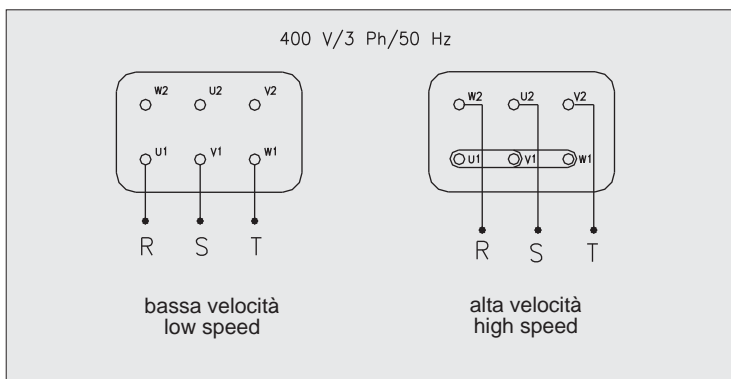 400 V/3 Ph/50 Hz
W2 U2 V2
U1 V1 W1
R S T
bassa velocità
low speed
W2 U2 V2
U1 V1 W1
R S T
alta velocità
high speed